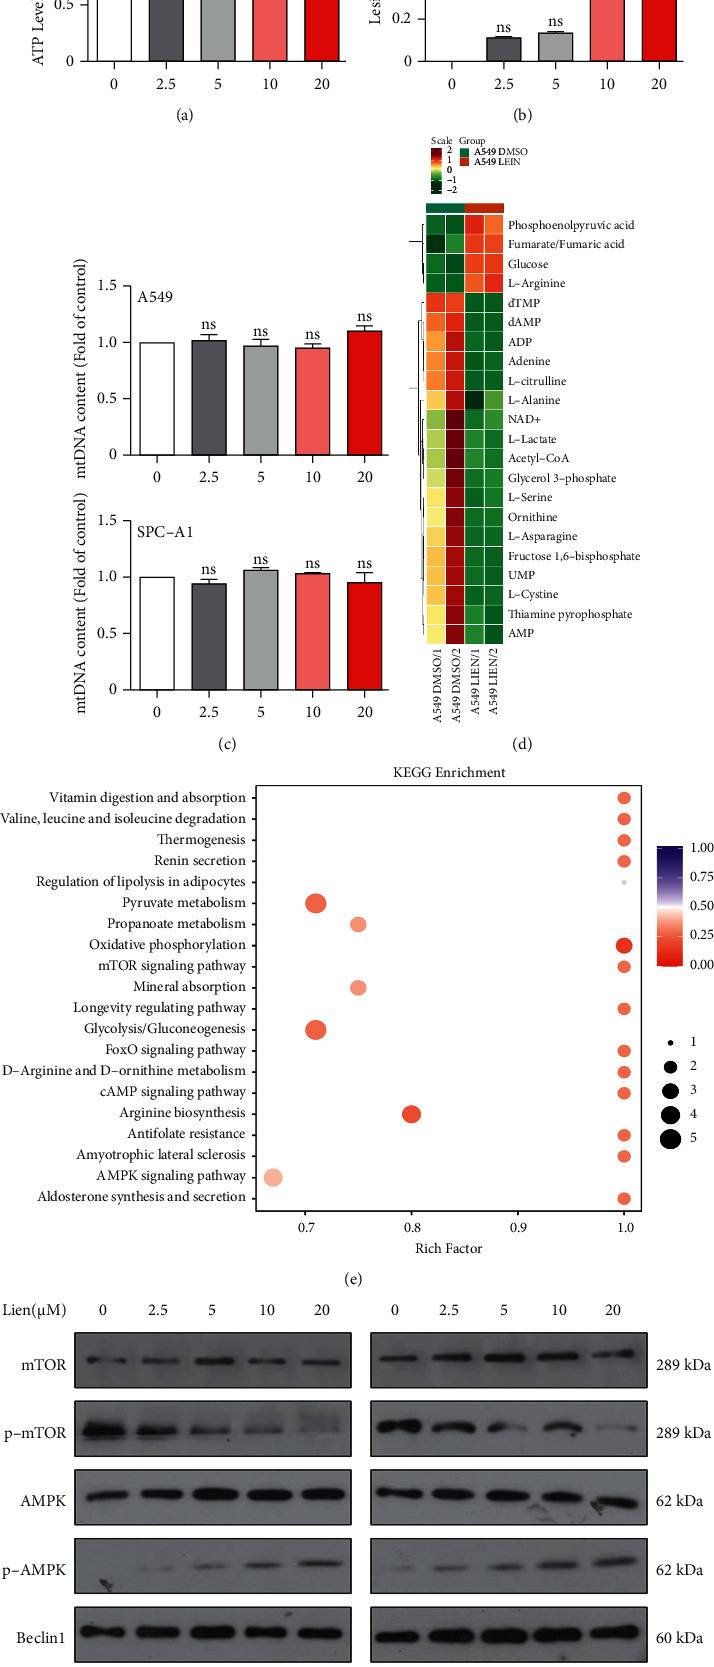 ATP Leve
0.5
0
0 2.5 5 10 20
(a)
Lesi
0.2
ns ns
0 2.5 5 10 20
(b)
mtDNA content (Fold of control)
1.5
1.0
0.5
0
A549
ns ns ns ns
0 2.5 5 10 20
mtDNA content (Fold of control)
1.5
1.0
0.5
0
SPC-A1
ns ns ns ns
0 2.5 5 10 20
(c)
Scale
2
1
0
-1
-2
Group
A549 DMSO
A549 LEIN
Phosphoenolpyruvic acid
Fumarate/Fumaric acid
Glucose
L-Arginine
dTMP
dAMP
ADP
Adenine
L-citrulline
L-Alanine
NAD+
L-Lactate
Acetyl-CoA
Glycerol 3-phosphate
L-Serine
Ornithine
L-Asparagine
Fructose 1,6-bisphosphate
UMP
L-Cystine
Thiamine pyrophosphate
AMP
A549 DMSO/1
A549 DMSO/2
A549 LIEN/1
A549 LIEN/2
(d)
KEGG Enrichment
Vitamin digestion and absorption
Valine, leucine and isoleucine degradation
Thermogenesis
Renin secretion
Regulation of lipolysis in adipocytes
Pyruvate metabolism
Propanoate metabolism
Oxidative phosphorylation
mTOR signaling pathway
Mineral absorption
Longevity regulating pathway
Glycolysis/Gluconeogenesis
FoxO signaling pathway
D-Arginine and D-ornithine metabolism
cAMP signaling pathway
Arginine biosynthesis
Antifolate resistance
Amyotrophic lateral sclerosis
AMPK signaling pathway
Aldosterone synthesis and secretion
0.7 0.8 0.9 1.0
Rich Factor
1.00
0.75
0.50
0.25
0.00
1
2
3
4
5
(e)
Lien(μM) 0 2.5 5 10 20 0 2.5 5 10 20
mTOR 289 kDa
p-mTOR 289 kDa
AMPK 62 kDa
p-AMPK 62 kDa
Beclin1 60 kDa